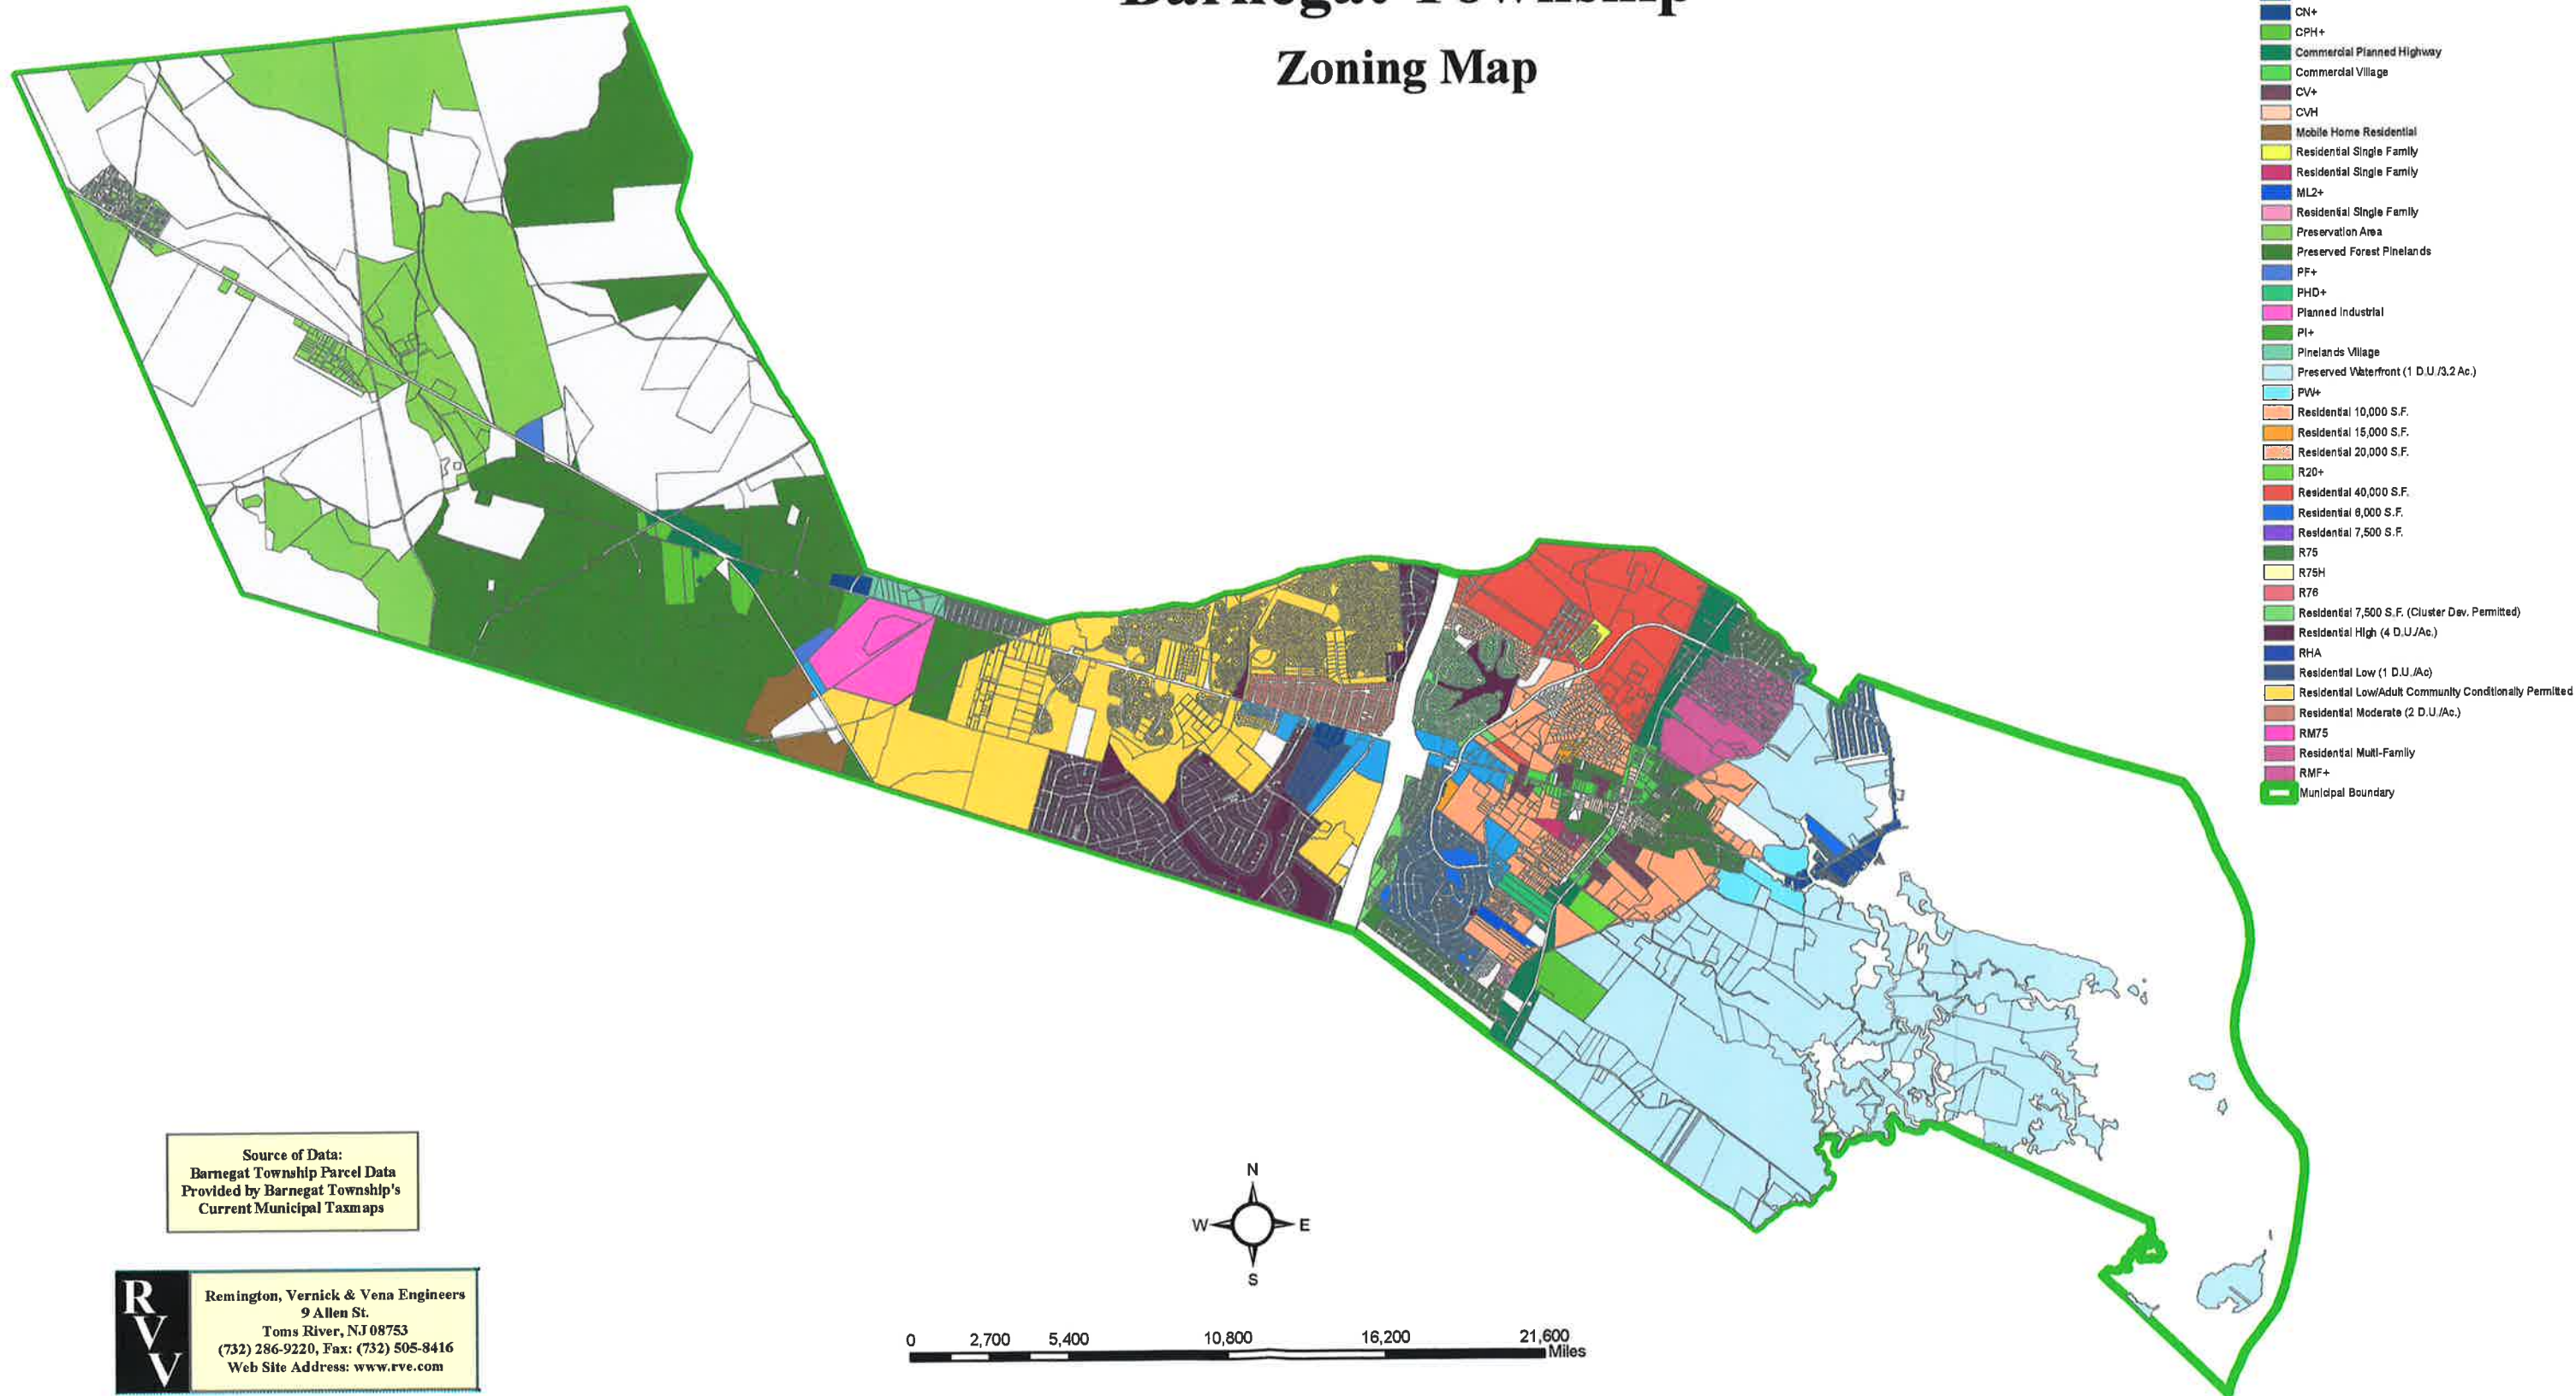 Barnegat Township
Zoning Map
CN+
CPH+
Commercial Planned Highway
Commercial Village
CV+
CVH
Mobile Home Residential
Residential Single Family
Residential Single Family
ML2+
Residential Single Family
Preservation Area
Preserved Forest Pinelands
PF+
PHD+
Planned Industrial
PI+
Pinelands Village
Preserved Waterfront (1 D.U./3.2 Ac.)
PW+
Residential 10,000 S.F.
Residential 15,000 S.F.
Residential 20,000 S.F.
R20+
Residential 40,000 S.F.
Residential 6,000 S.F.
Residential 7,500 S.F.
R75
R75H
R76
Residential 7,500 S.F. (Cluster Dev. Permitted)
Residential High (4 D.U./Ac.)
RHA
Residential Low (1 D.U./Ac)
Residential Low/Adult Community Conditionally Permitted
Residential Moderate (2 D.U./Ac.)
RM75
Residential Multi-Family
RMF+
Municipal Boundary
Source of Data:
Barnegat Township Parcel Data
Provided by Barnegat Township's
Current Municipal Taxmaps
R
V
V
Remington, Vernick & Vena Engineers
9 Allen St.
Toms River, NJ 08753
(732) 286-9220, Fax: (732) 505-8416
Web Site Address: www.rve.com
N
W E
S
0 2,700 5,400 10,800 16,200 21,600
Miles